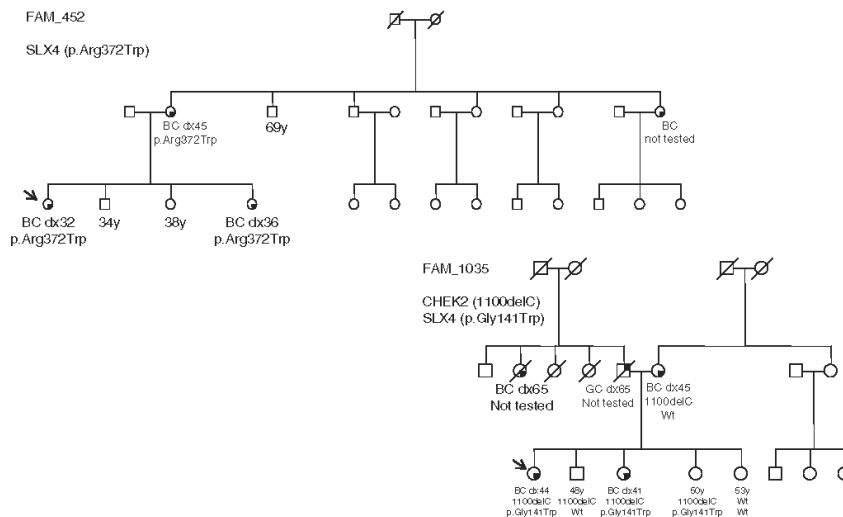 FAM_452
SLX4 (p.Arg372Trp)
BC dx45
p.Arg372Trp
69y
BC
not tested
BC dx32
p.Arg372Trp
34y
38y
BC dx36
p.Arg372Trp
FAM_1035
CHEK2 (1100delC)
SLX4 (p.Gly141Trp)
BC dx65
Not tested
GC dx65
Not tested
BC dx45
1100delC
Wt
BC dx44
1100delC
p.Gly141Trp
48y
1100delC
Wt
BC dx41
1100delC
p.Gly141Trp
50y
1100delC
p.Gly141Trp
53y
Wt
Wt